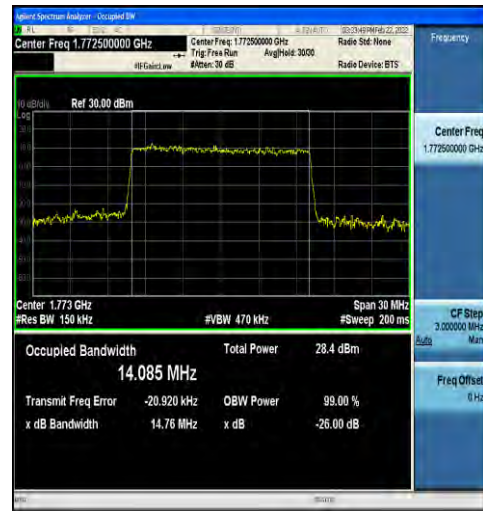 Agilent Spectrum Analyzer - Occupied BW
Center Freq 1.772500000 GHz
#IFGain:Low
Center Freq: 1.772500000 GHz
Trig: Free Run
Avg|Hold: 30/30
#Atten: 30 dB
Radio Std: None
Radio Device: BTS
Frequency
10 dB/div
Ref 30.00 dBm
Log
Center Freq
1.772500000 GHz
Center 1.773 GHz
Span 30 MHz
#Res BW 150 kHz
#VBW 470 kHz
#Sweep 200 ms
CF Step
3.000000 MHz
Auto
Man
Occupied Bandwidth
Total Power
28.4 dBm
14.085 MHz
Transmit Freq Error
-20.920 kHz
OBW Power
99.00 %
x dB Bandwidth
14.76 MHz
x dB
-26.00 dB
Freq Offset
0 Hz